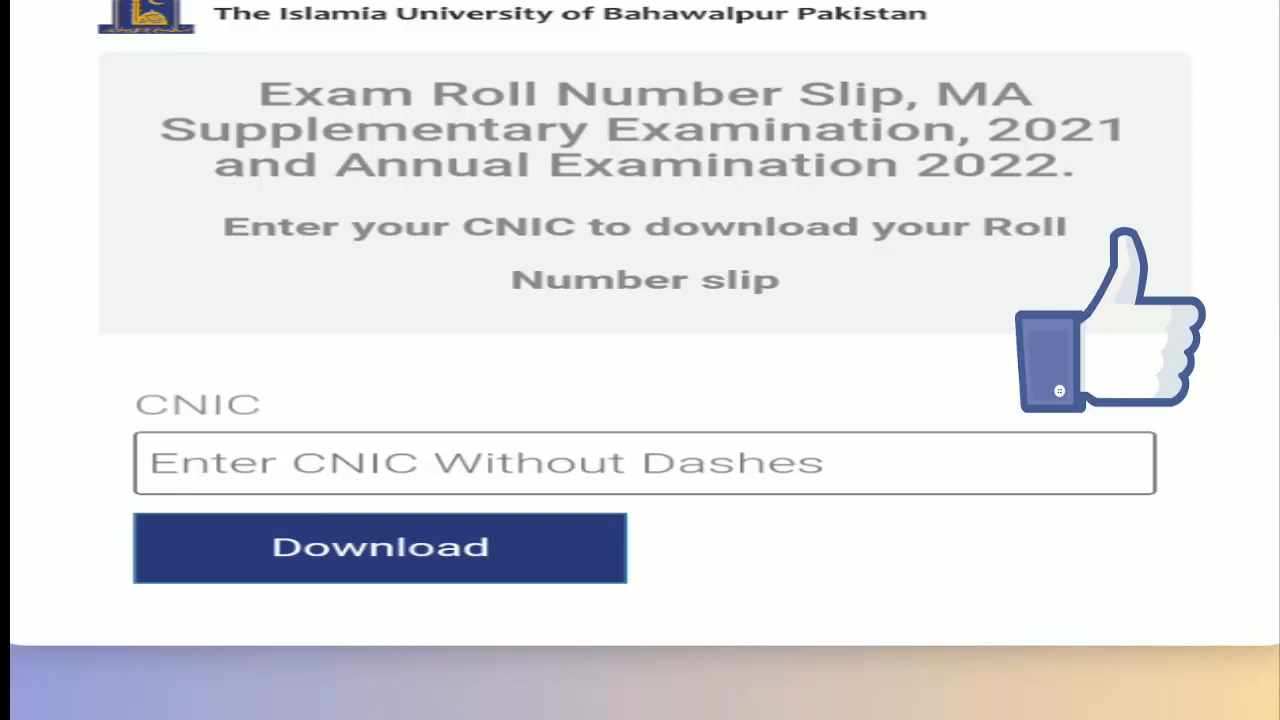 The Islamia University of Bahawalpur Pakistan
Exam Roll Number Slip, MA
Supplementary Examination, 2021
and Annual Examination 2022.
Enter your CNIC to download your Roll
Number slip
CNIC
Enter CNIC Without Dashes
Download